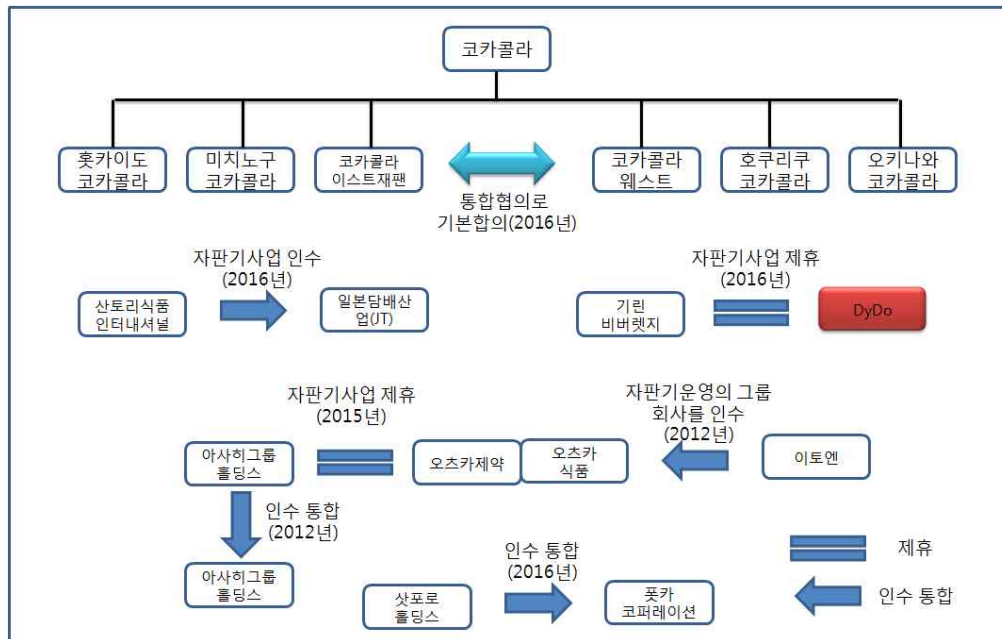 코카콜라
홋카이도
코카콜라
미치노구
코카콜라
코카콜라
이스트재팬
코카콜라
웨스트
호쿠리쿠
코카콜라
오키나와
코카콜라
통합협의로
기본합의(2016년)
자판기사업 인수
(2016년)
자판기사업 제휴
(2016년)
산토리식품
인터내셔널
일본담배산
업(JT)
기린
비버렛지
DyDo
자판기사업 제휴
(2015년)
자판기운영의 그룹
회사를 인수
(2012년)
아사히그룹
홀딩스
오츠카제약
오츠카
식품
이토엔
인수 통합
(2012년)
아사히그룹
홀딩스
인수 통합
(2016년)
삿포로
홀딩스
폿카
코퍼레이션
제휴
인수 통합